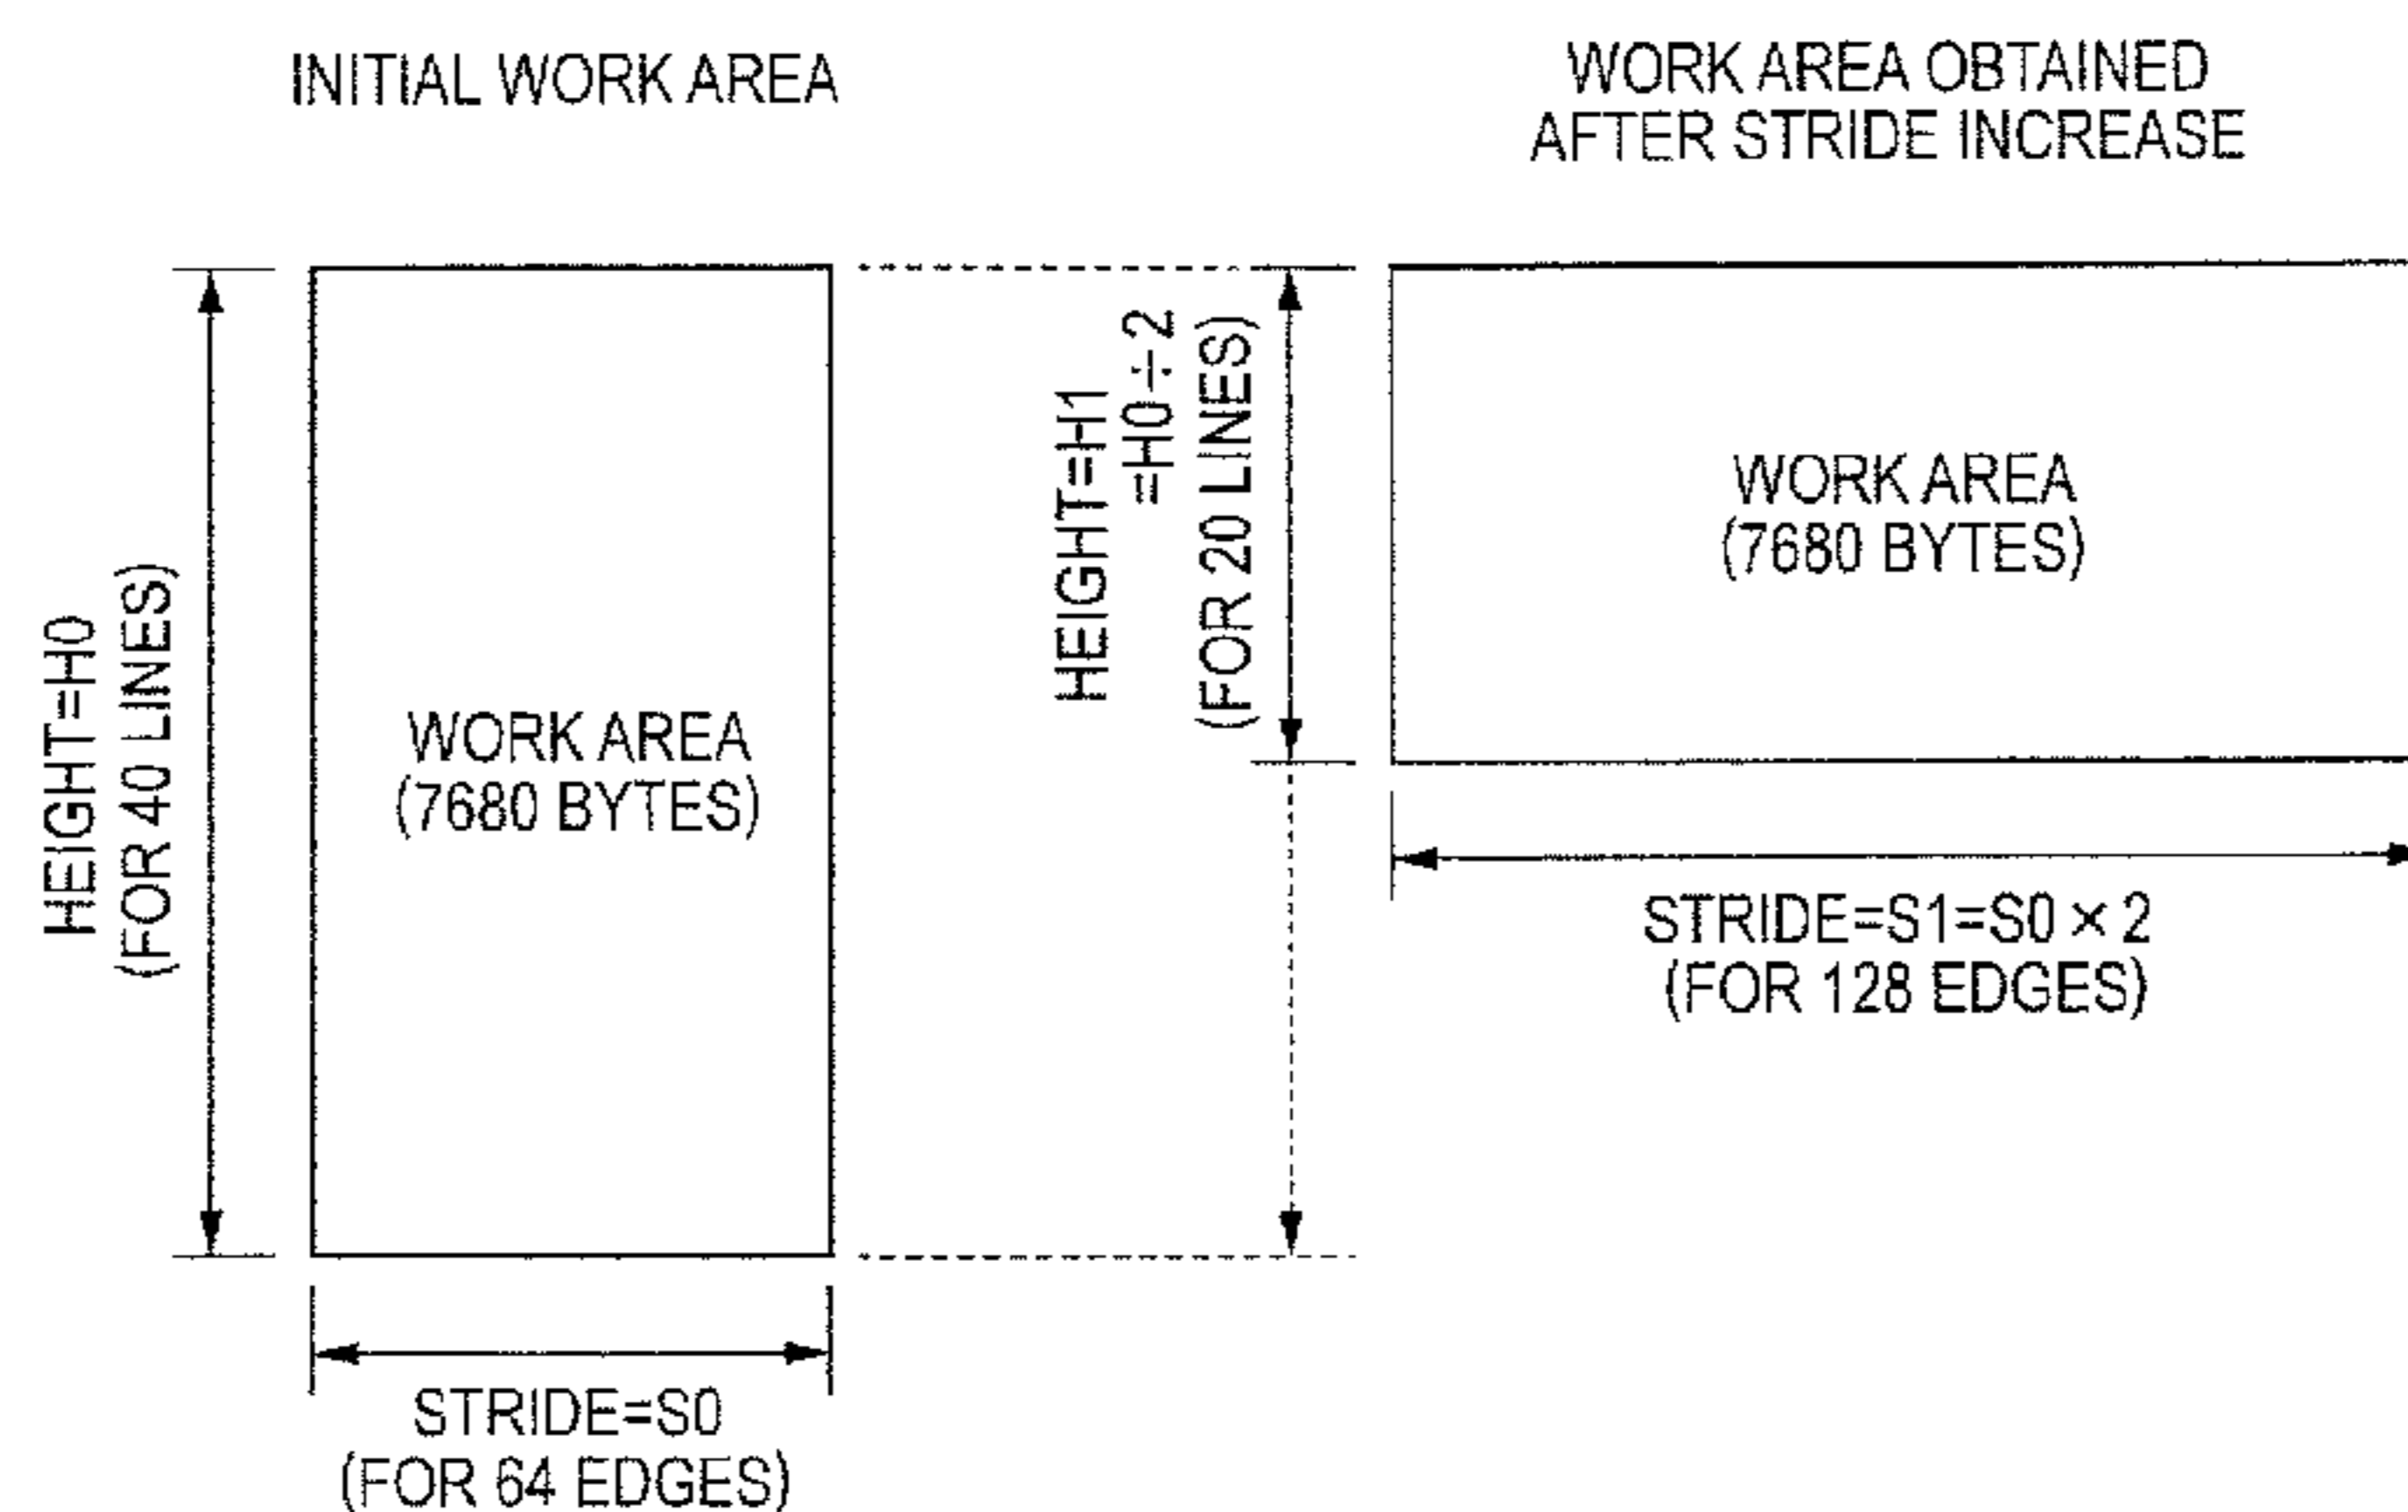 INITIAL WORK AREA
WORK AREA OBTAINED
AFTER STRIDE INCREASE
HEIGHT=H0
(FOR 40 LINES)
WORK AREA
(7680 BYTES)
STRIDE=S0
(FOR 64 EDGES)
HEIGHT=H1
=H0÷2
(FOR 20 LINES)
WORK AREA
(7680 BYTES)
STRIDE=S1=S0×2
(FOR 128 EDGES)